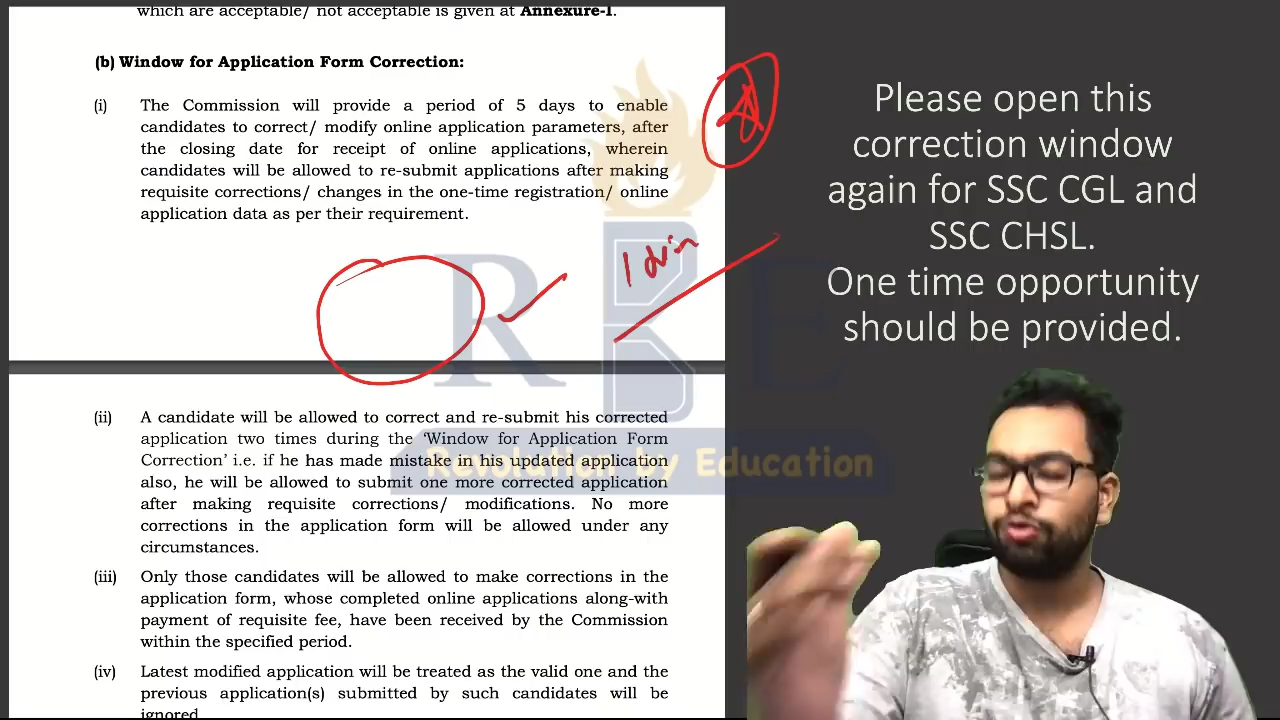 which are acceptable/ not acceptable is given at Annexure-I.
(b) Window for Application Form Correction:
(i) The Commission will provide a period of 5 days to enable
candidates to correct/ modify online application parameters, after
the closing date for receipt of online applications, wherein
candidates will be allowed to re-submit applications after making
requisite corrections/ changes in the one-time registration/ online
application data as per their requirement.
R B E
(ii) A candidate will be allowed to correct and re-submit his corrected
application two times during the ‘Window for Application Form
Correction’ i.e. if he has made mistake in his updated application
also, he will be allowed to submit one more corrected application
after making requisite corrections/ modifications. No more
corrections in the application form will be allowed under any
circumstances.
Revolution by Education
(iii) Only those candidates will be allowed to make corrections in the
application form, whose completed online applications along-with
payment of requisite fee, have been received by the Commission
within the specified period.
(iv) Latest modified application will be treated as the valid one and the
previous application(s) submitted by such candidates will be
ignored
Please open this
correction window
again for SSC CGL and
SSC CHSL.
One time opportunity
should be provided.